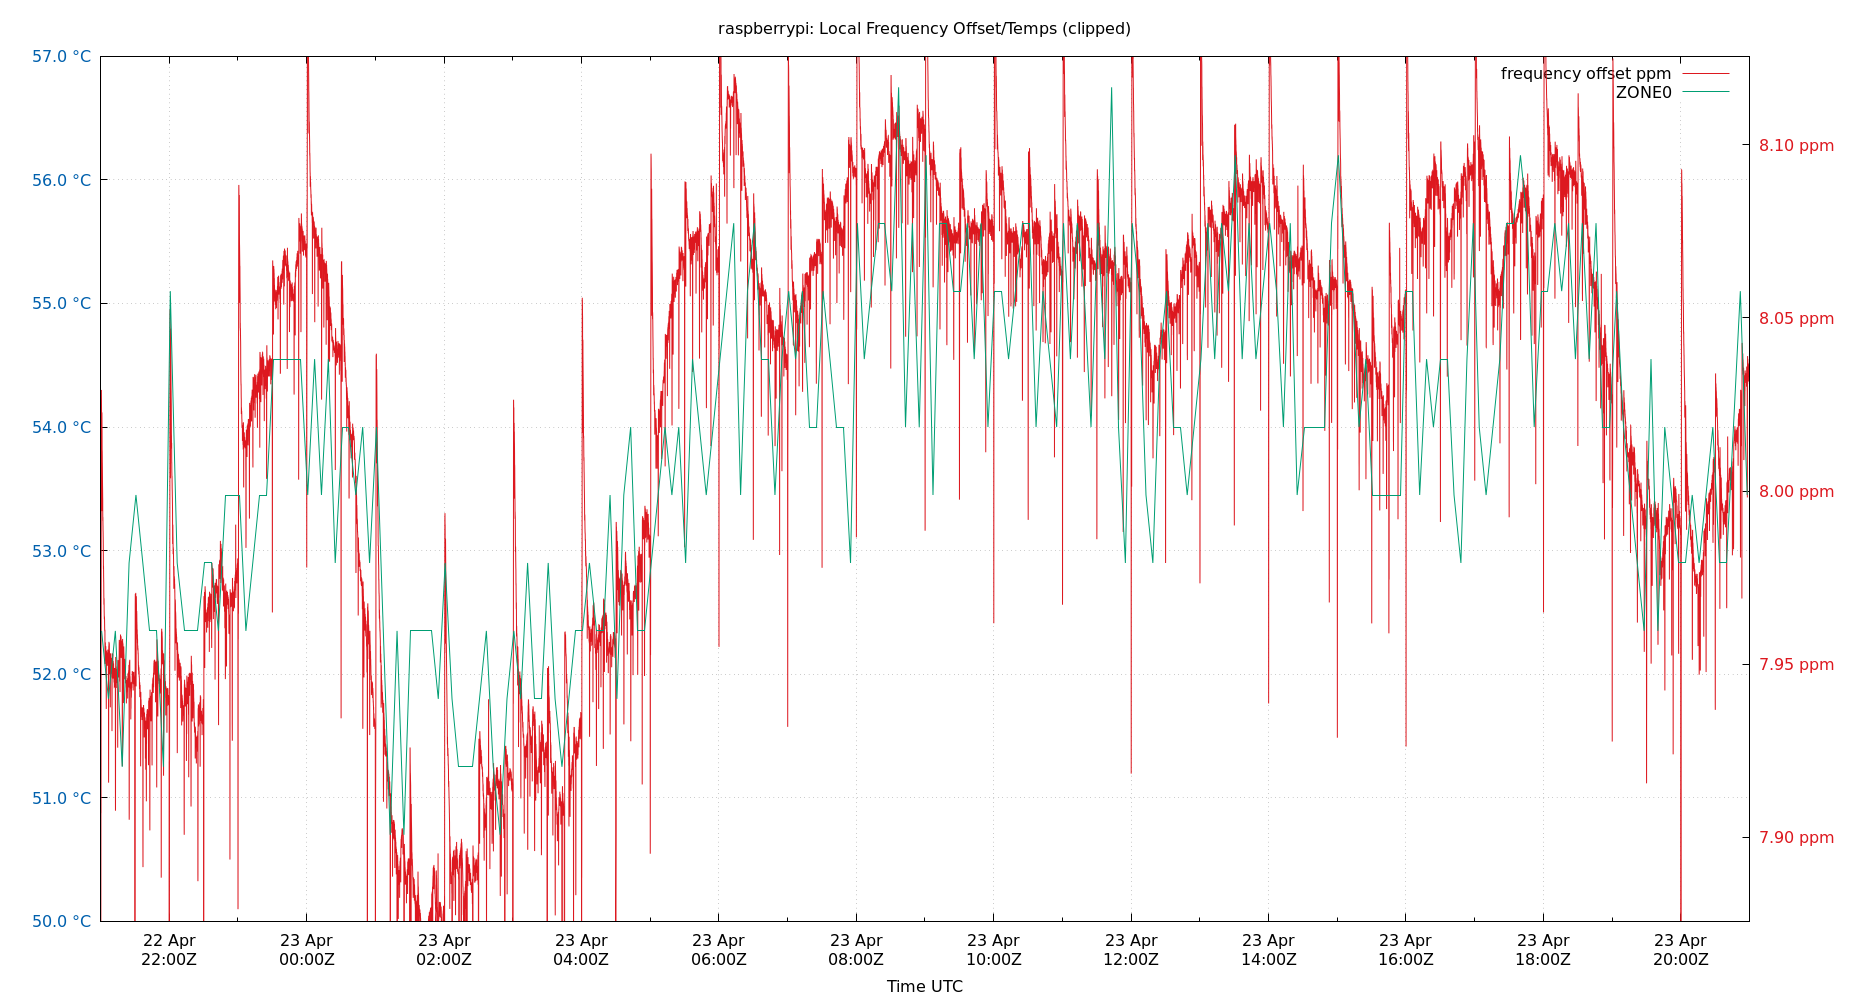 raspberrypi: Local Frequency Offset/Temps (clipped)
57.0 °C
56.0 °C
55.0 °C
54.0 °C
53.0 °C
52.0 °C
51.0 °C
50.0 °C
frequency offset ppm
ZONE0
8.10 ppm
8.05 ppm
8.00 ppm
7.95 ppm
7.90 ppm
22 Apr
22:00Z
23 Apr
00:00Z
23 Apr
02:00Z
23 Apr
04:00Z
23 Apr
06:00Z
23 Apr
08:00Z
23 Apr
10:00Z
23 Apr
12:00Z
23 Apr
14:00Z
23 Apr
16:00Z
23 Apr
18:00Z
23 Apr
20:00Z
Time UTC